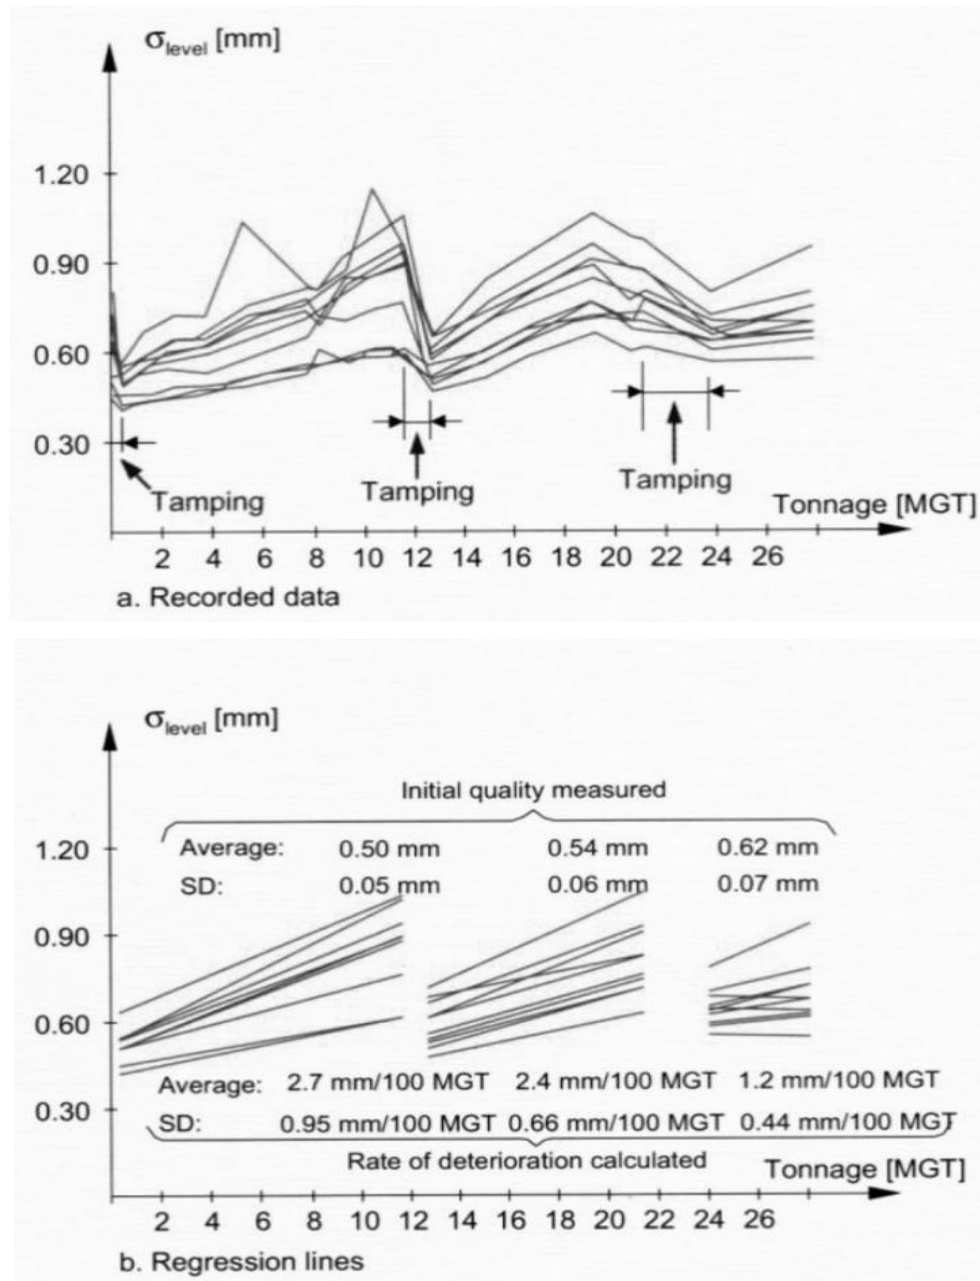 σlevel [mm]
1.20
0.90
0.60
0.30
Tamping
Tamping
Tamping
Tonnage [MGT]
2 4 6 8 10 12 14 16 18 20 22 24 26
a. Recorded data
σlevel [mm]
Initial quality measured
1.20
Average: 0.50 mm 0.54 mm 0.62 mm
SD: 0.05 mm 0.06 mm 0.07 mm
0.90
0.60
Average: 2.7 mm/100 MGT 2.4 mm/100 MGT 1.2 mm/100 MGT
0.30
SD: 0.95 mm/100 MGT 0.66 mm/100 MGT 0.44 mm/100 MGT
Rate of deterioration calculated
Tonnage [MGT]
2 4 6 8 10 12 14 16 18 20 22 24 26
b. Regression lines